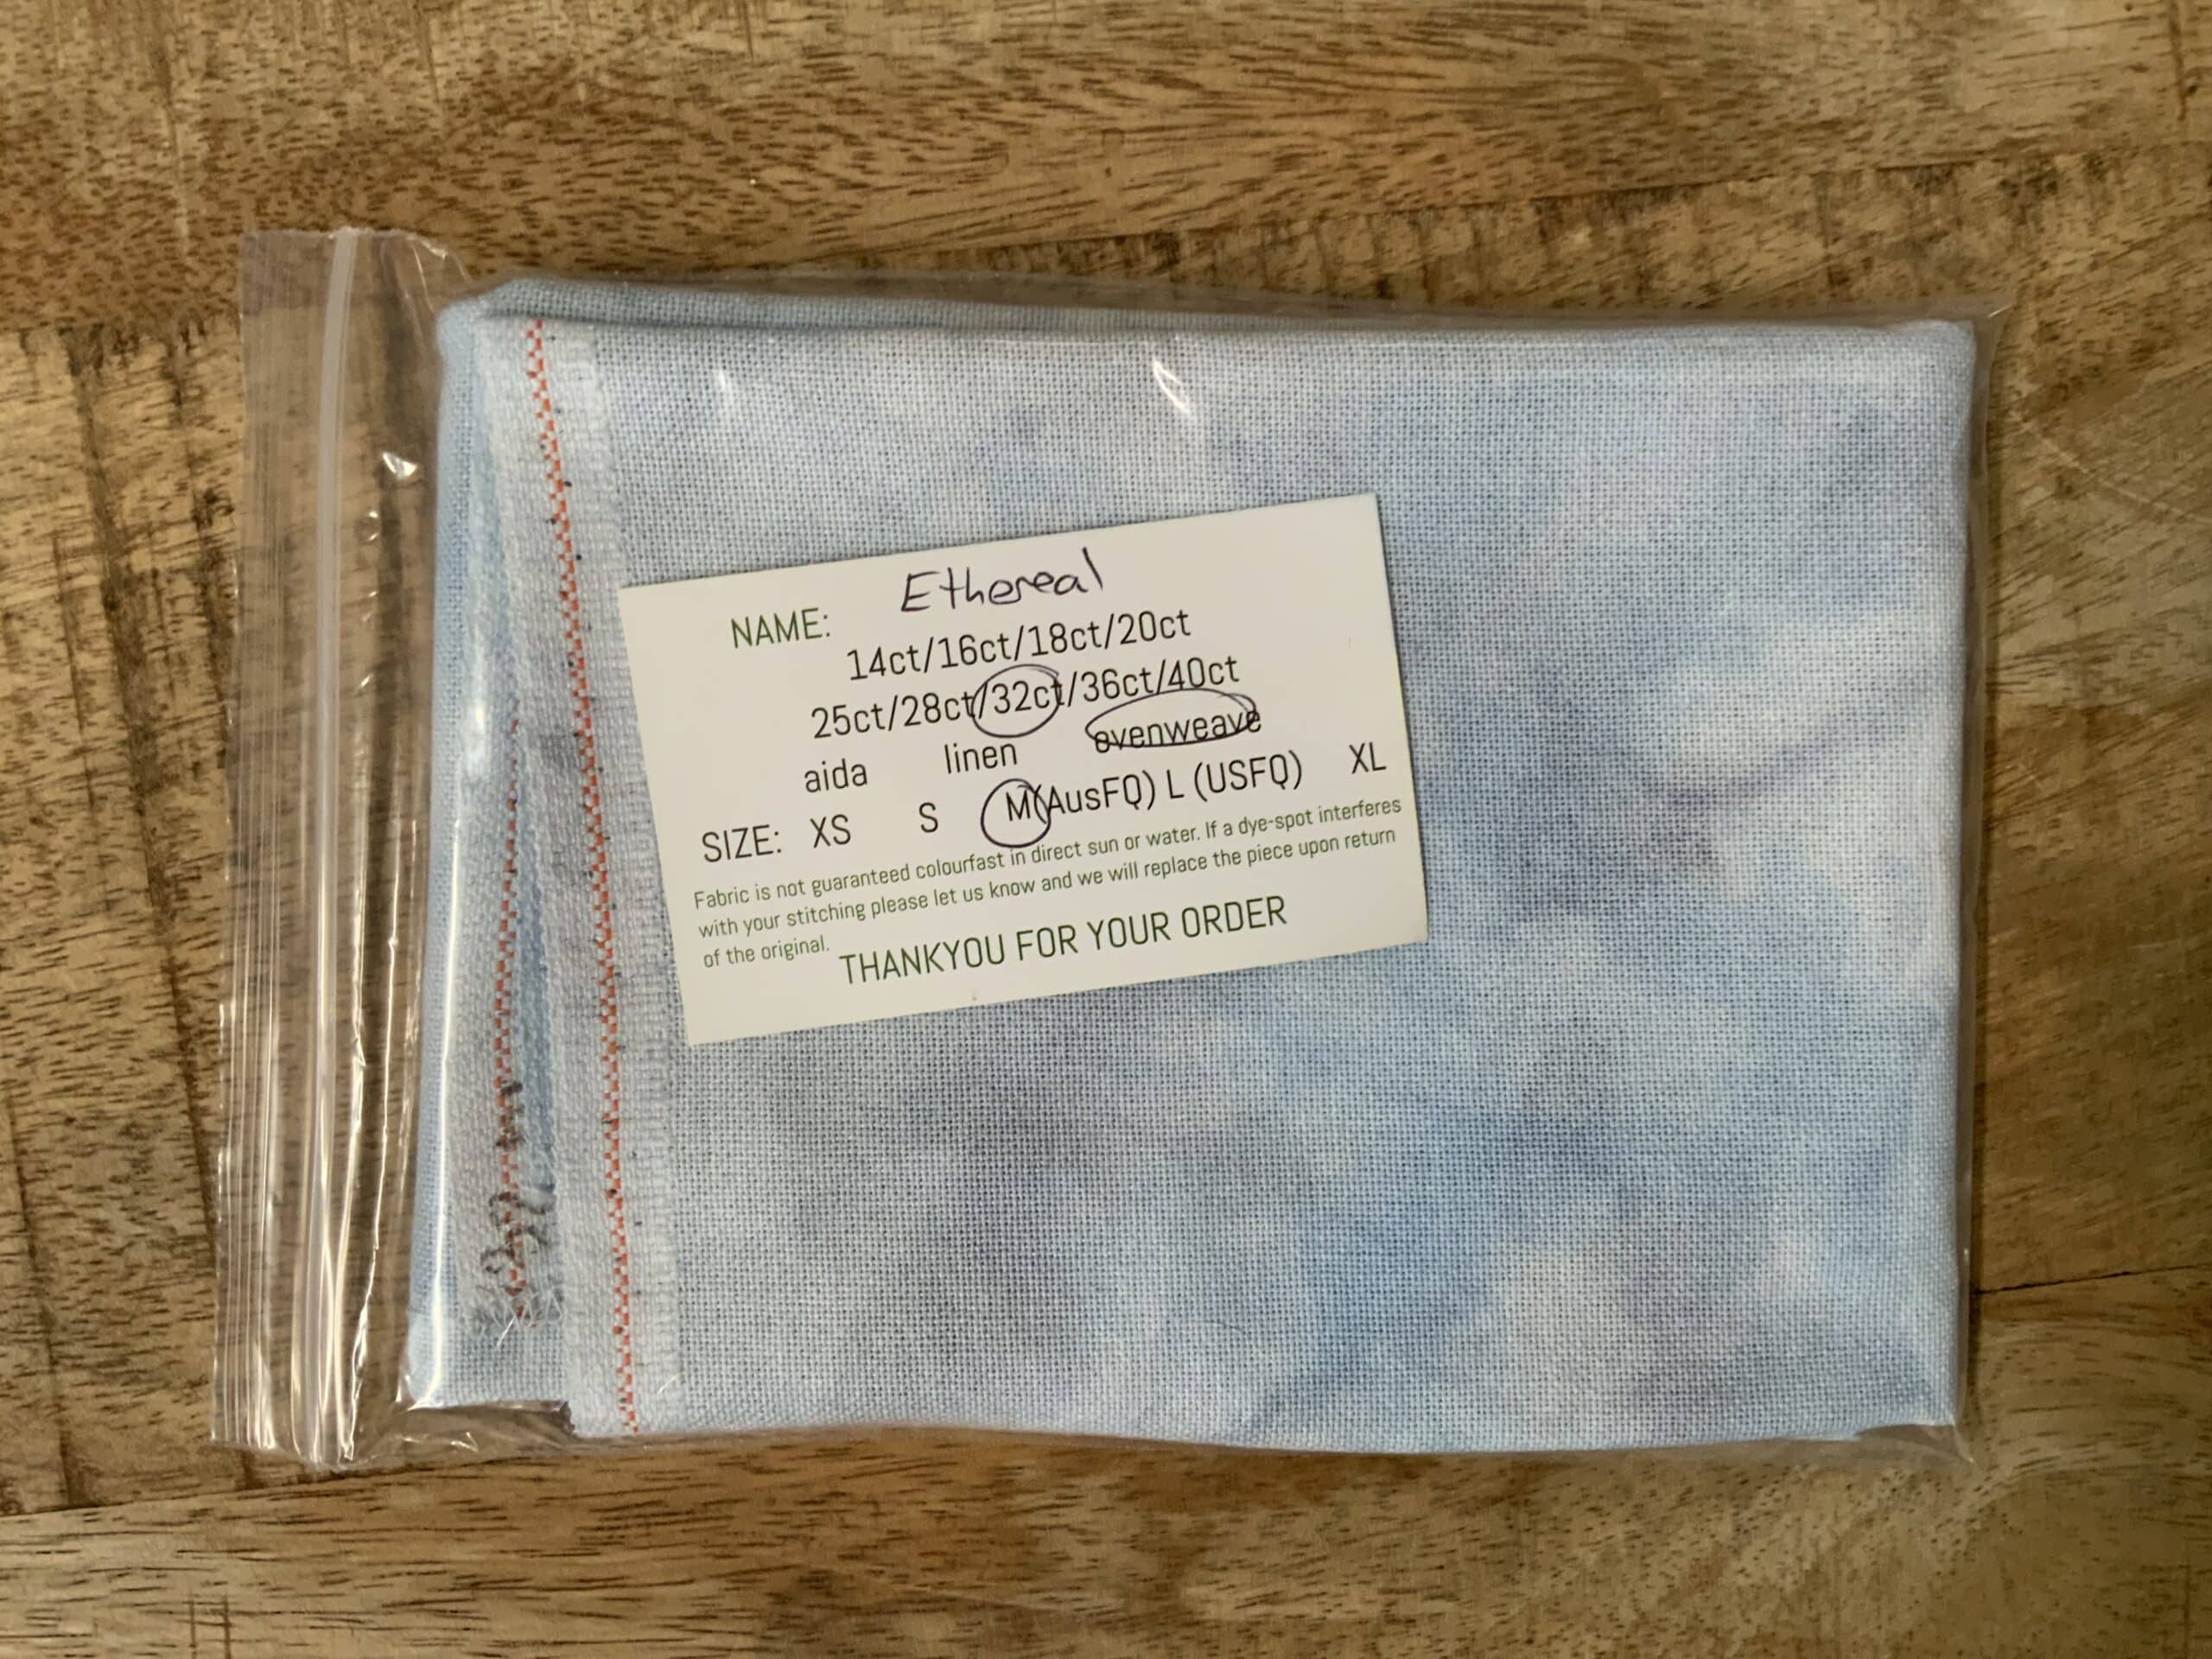 NAME: Ethereal
14ct/16ct/18ct/20ct
25ct/28ct/32ct/36ct/40ct
aida linen evenweave
SIZE: XS S M(AusFQ) L (USFQ) XL
Fabric is not guaranteed colourfast in direct sun or water. If a dye-spot interferes
with your stitching please let us know and we will replace the piece upon return
of the original.
THANKYOU FOR YOUR ORDER